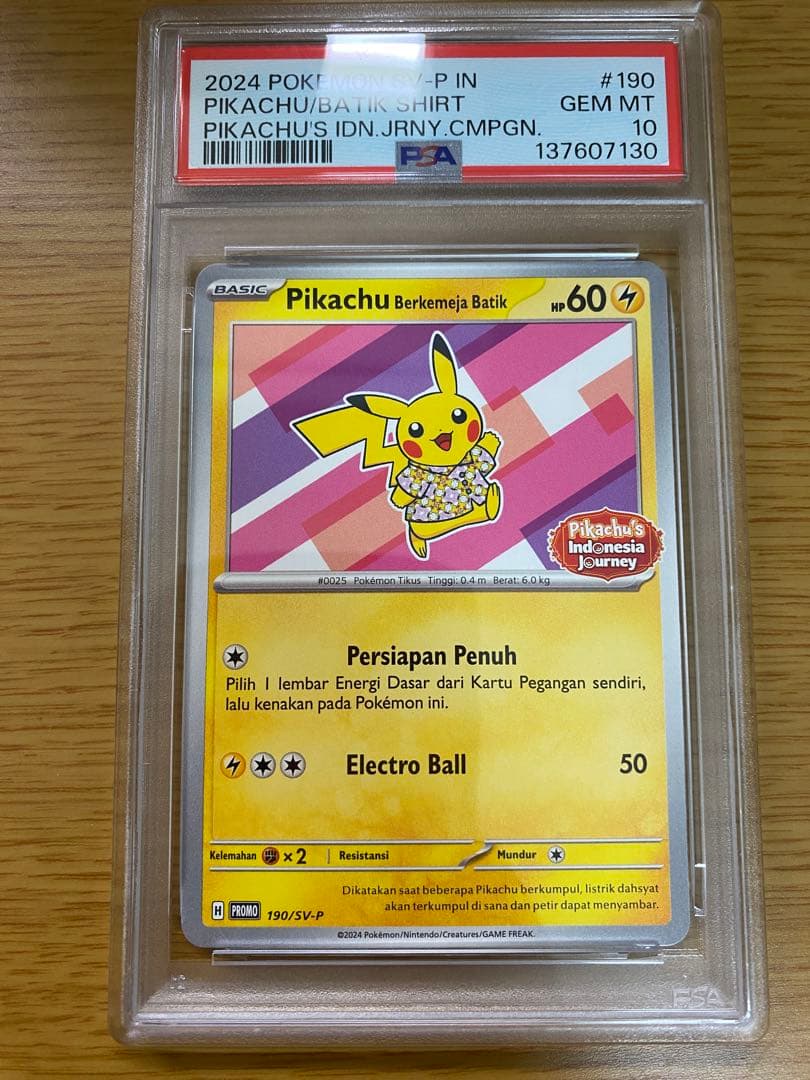 2024 POKEMON SV-P IN #190
PIKACHU/BATIK SHIRT GEM MT
PIKACHU'S IDN.JRNY.CMPGN. 10
PSA 137607130
BASIC Pikachu Berkemeja Batik HP 60
Pikachu's
Indonesia
Journey
#0025 Pokémon Tikus Tinggi: 0.4 m Berat: 6.0 kg
Persiapan Penuh
Pilih 1 lembar Energi Dasar dari Kartu Pegangan sendiri,
lalu kenakan pada Pokémon ini.
Electro Ball 50
Kelemahan ×2 Resistansi Mundur
Dikatakan saat beberapa Pikachu berkumpul, listrik dahsyat
akan terkumpul di sana dan petir dapat menyambar.
H PROMO 190/SV-P
©2024 Pokémon/Nintendo/Creatures/GAME FREAK.
PSA